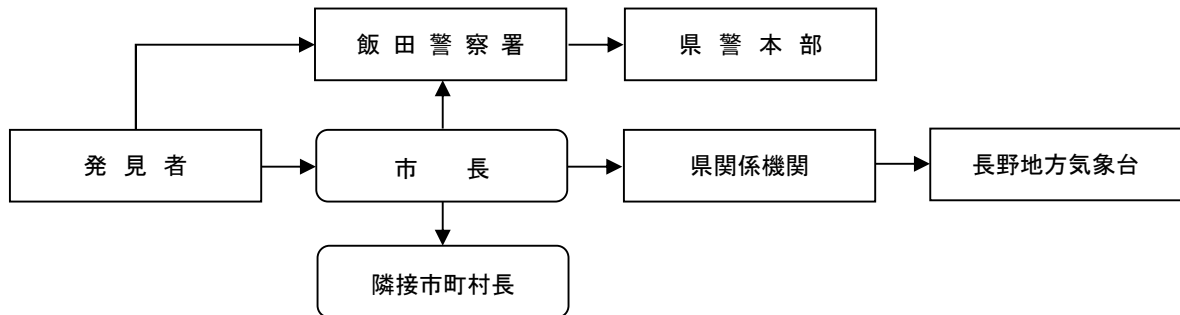 飯田警察署
県警本部
発見者
市長
県関係機関
長野地方気象台
隣接市町村長